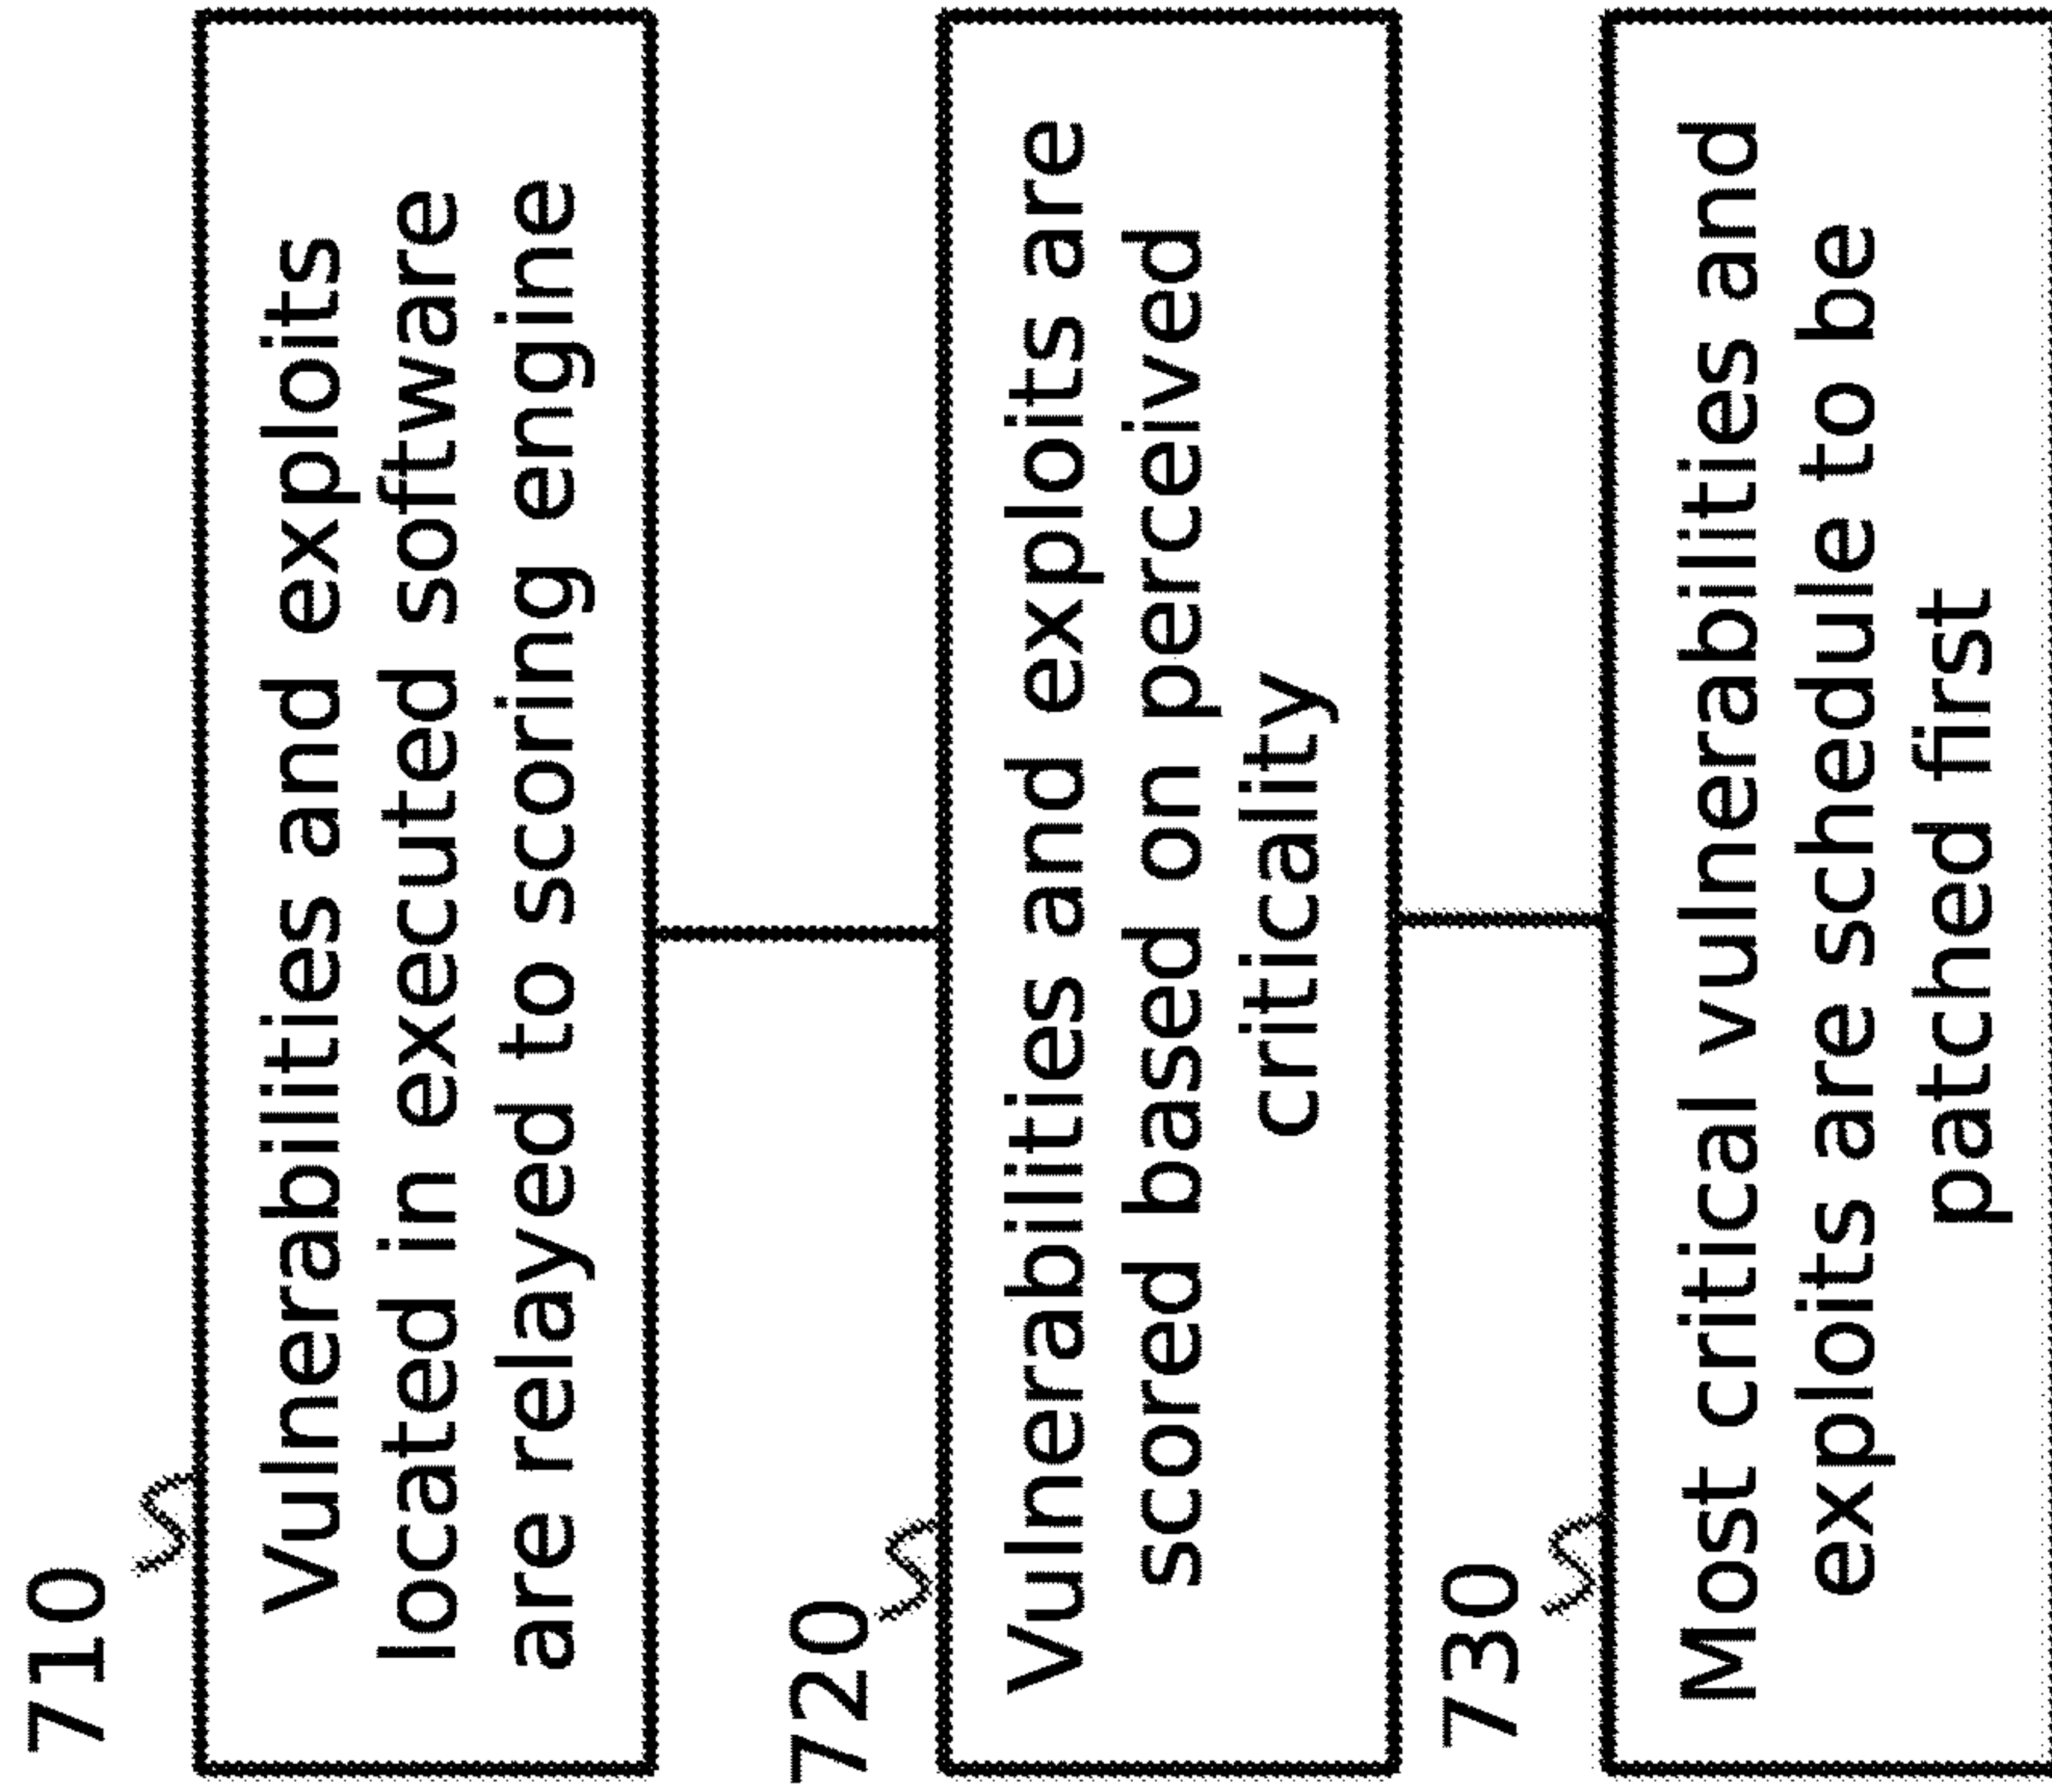 710
Vulnerabilities and exploits
located in executed software
are relayed to scoring engine
720
Vulnerabilities and exploits are
scored based on perceived
criticality
730
Most critical vulnerabilities and
exploits are schedule to be
patched first